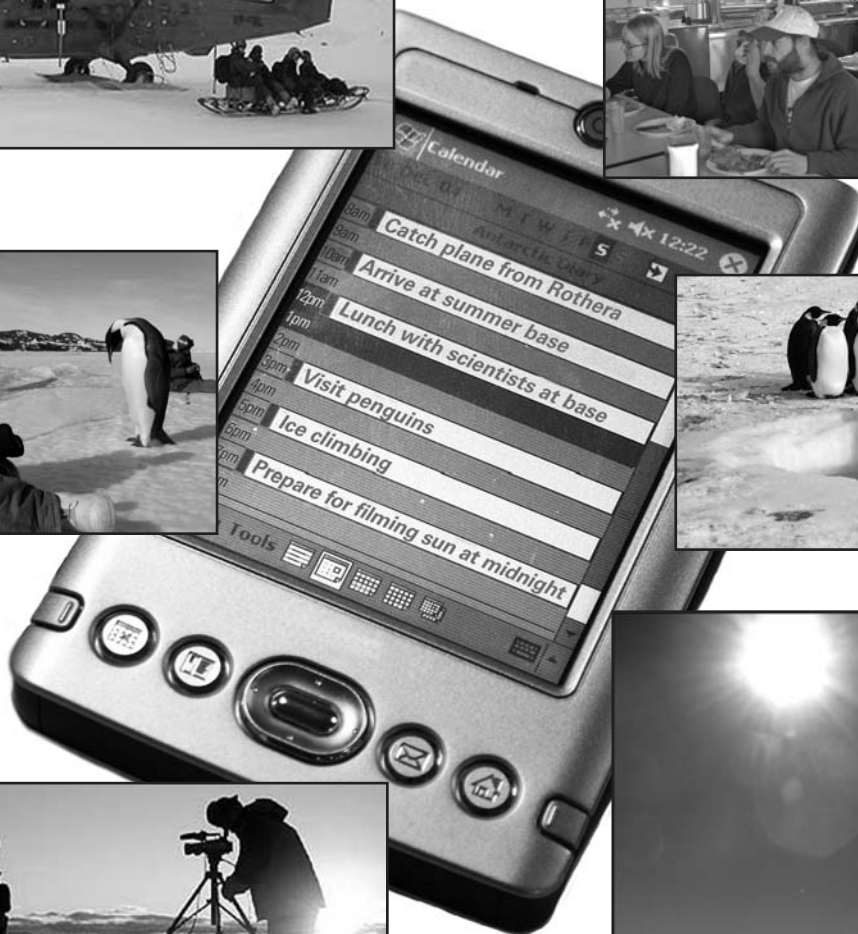 Calendar
12:22
Dec 04
M T W T F S S
Antarctic Diary
8am
Catch plane from Rothera
9am
10am
Arrive at summer base
11am
12pm
Lunch with scientists at base
1pm
2pm
3pm
Visit penguins
4pm
5pm
Ice climbing
6pm
Prepare for filming sun at midnight
Tools